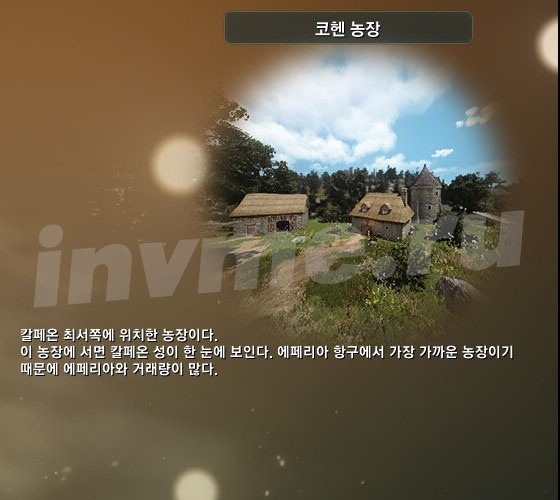 코헨 농장
invme.ru
칼페온 최서쪽에 위치한 농장이다.
이 농장에 서면 칼페온 성이 한 눈에 보인다. 에페리아 항구에서 가장 가까운 농장이기
때문에 에페리아와 거래량이 많다.